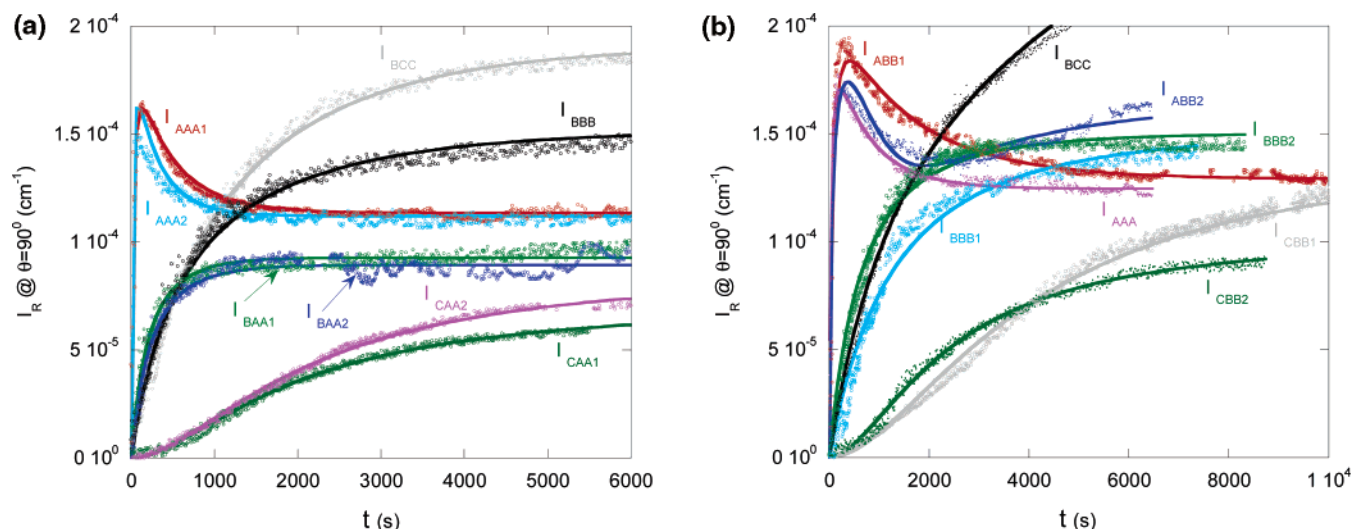 (a)
2 10⁻⁴
1.5 10⁻⁴
1 10⁻⁴
5 10⁻⁵
0 10⁰
I_R @ θ=90º (cm⁻¹)
I_BCC
I_BBB
I_AAA1
I_AAA2
I_BAA1
I_BAA2
I_CAA2
I_CAA1
0 1000 2000 3000 4000 5000 6000
t (s)
(b)
2 10⁻⁴
1.5 10⁻⁴
1 10⁻⁴
5 10⁻⁵
0 10⁰
I_R @ θ=90º (cm⁻¹)
I_ABB1
I_BCC
I_ABB2
I_BBB2
I_AAA
I_BBB1
I_CBB1
I_CBB2
0 2000 4000 6000 8000 1 10⁴
t (s)